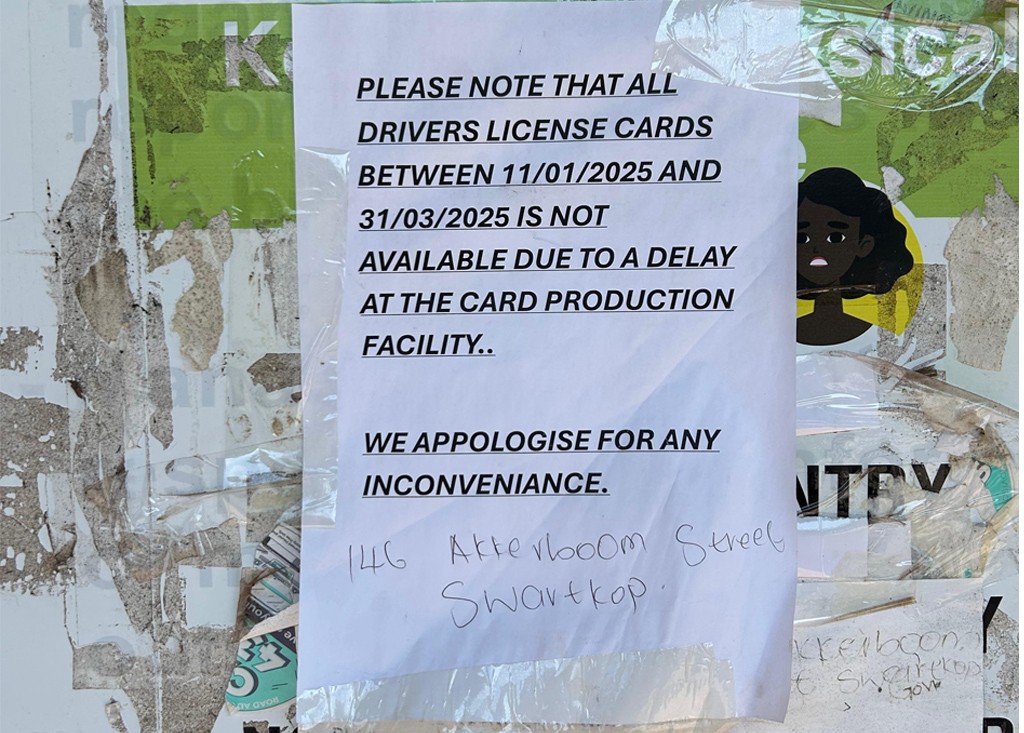 PLEASE NOTE THAT ALL
DRIVERS LICENSE CARDS
BETWEEN 11/01/2025 AND
31/03/2025 IS NOT
AVAILABLE DUE TO A DELAY
AT THE CARD PRODUCTION
FACILITY..
WE APPOLOGISE FOR ANY
INCONVENIANCE.
146 Akkerboom Street
Swartkop.